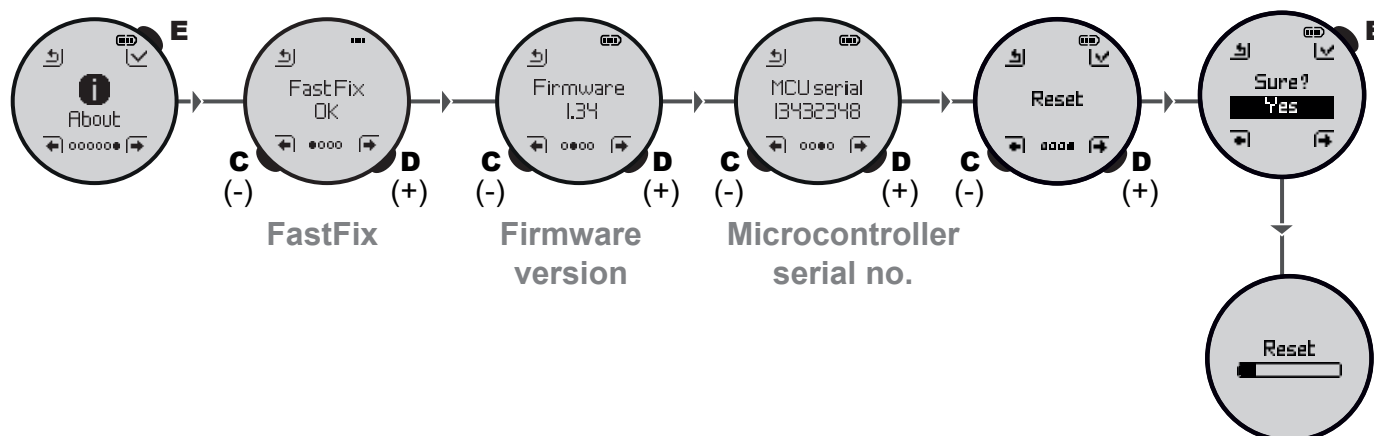 E
About
FastFix
OK
C
(-)
D
(+)
FastFix
Firmware
1.34
C
(-)
D
(+)
Firmware
version
MCU serial
13432348
C
(-)
D
(+)
Microcontroller
serial no.
Reset
C
(-)
D
(+)
Sure?
Yes
E
Reset